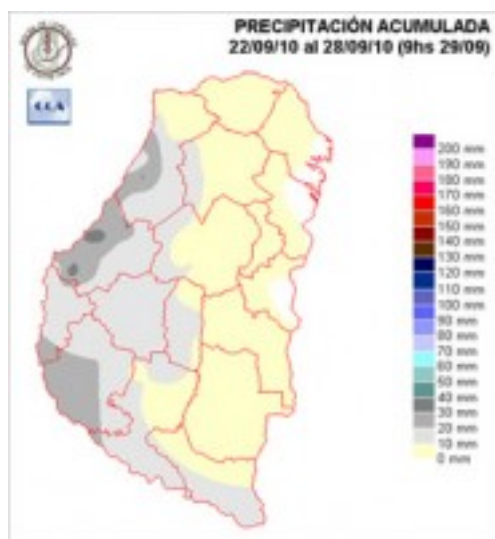 PRECIPITACIÓN ACUMULADA
22/09/10 al 28/09/10 (9hs 29/09)
200 mm
190 mm
180 mm
170 mm
160 mm
150 mm
140 mm
130 mm
120 mm
110 mm
100 mm
90 mm
80 mm
70 mm
60 mm
50 mm
40 mm
30 mm
20 mm
10 mm
0 mm